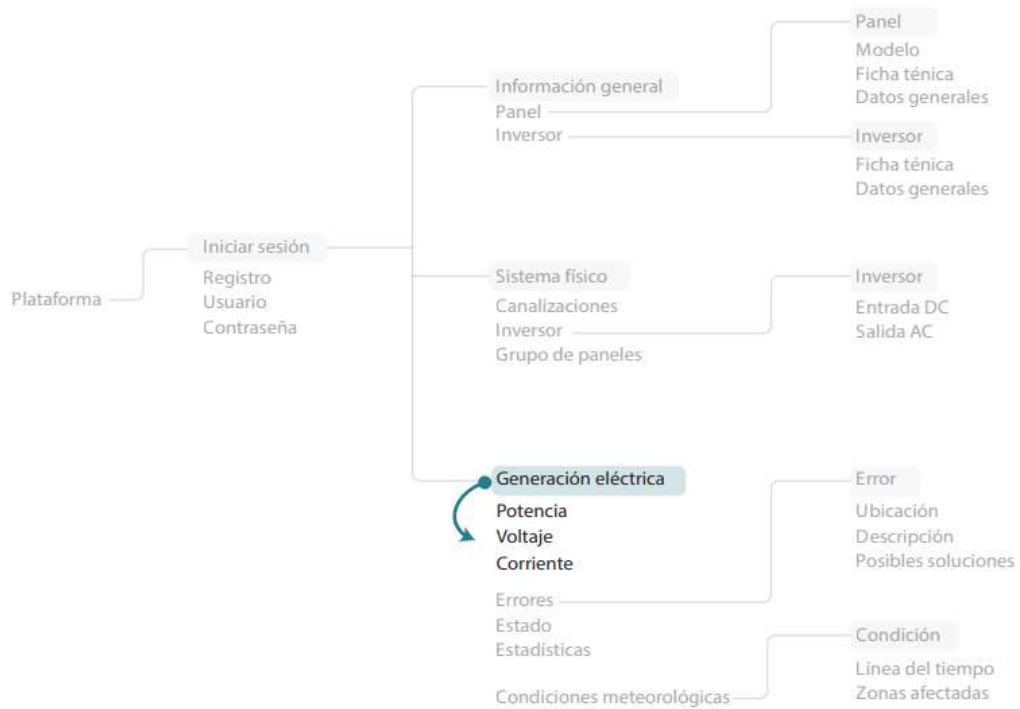 Plataforma
Iniciar sesión
Registro
Usuario
Contraseña
Información general
Panel
Inversor
Panel
Modelo
Ficha ténica
Datos generales
Inversor
Ficha ténica
Datos generales
Sistema físico
Canalizaciones
Inversor
Grupo de paneles
Inversor
Entrada DC
Salida AC
Generación eléctrica
Potencia
Voltaje
Corriente
Errores
Estado
Estadísticas
Condiciones meteorológicas
Error
Ubicación
Descripción
Posibles soluciones
Condición
Línea del tiempo
Zonas afectadas